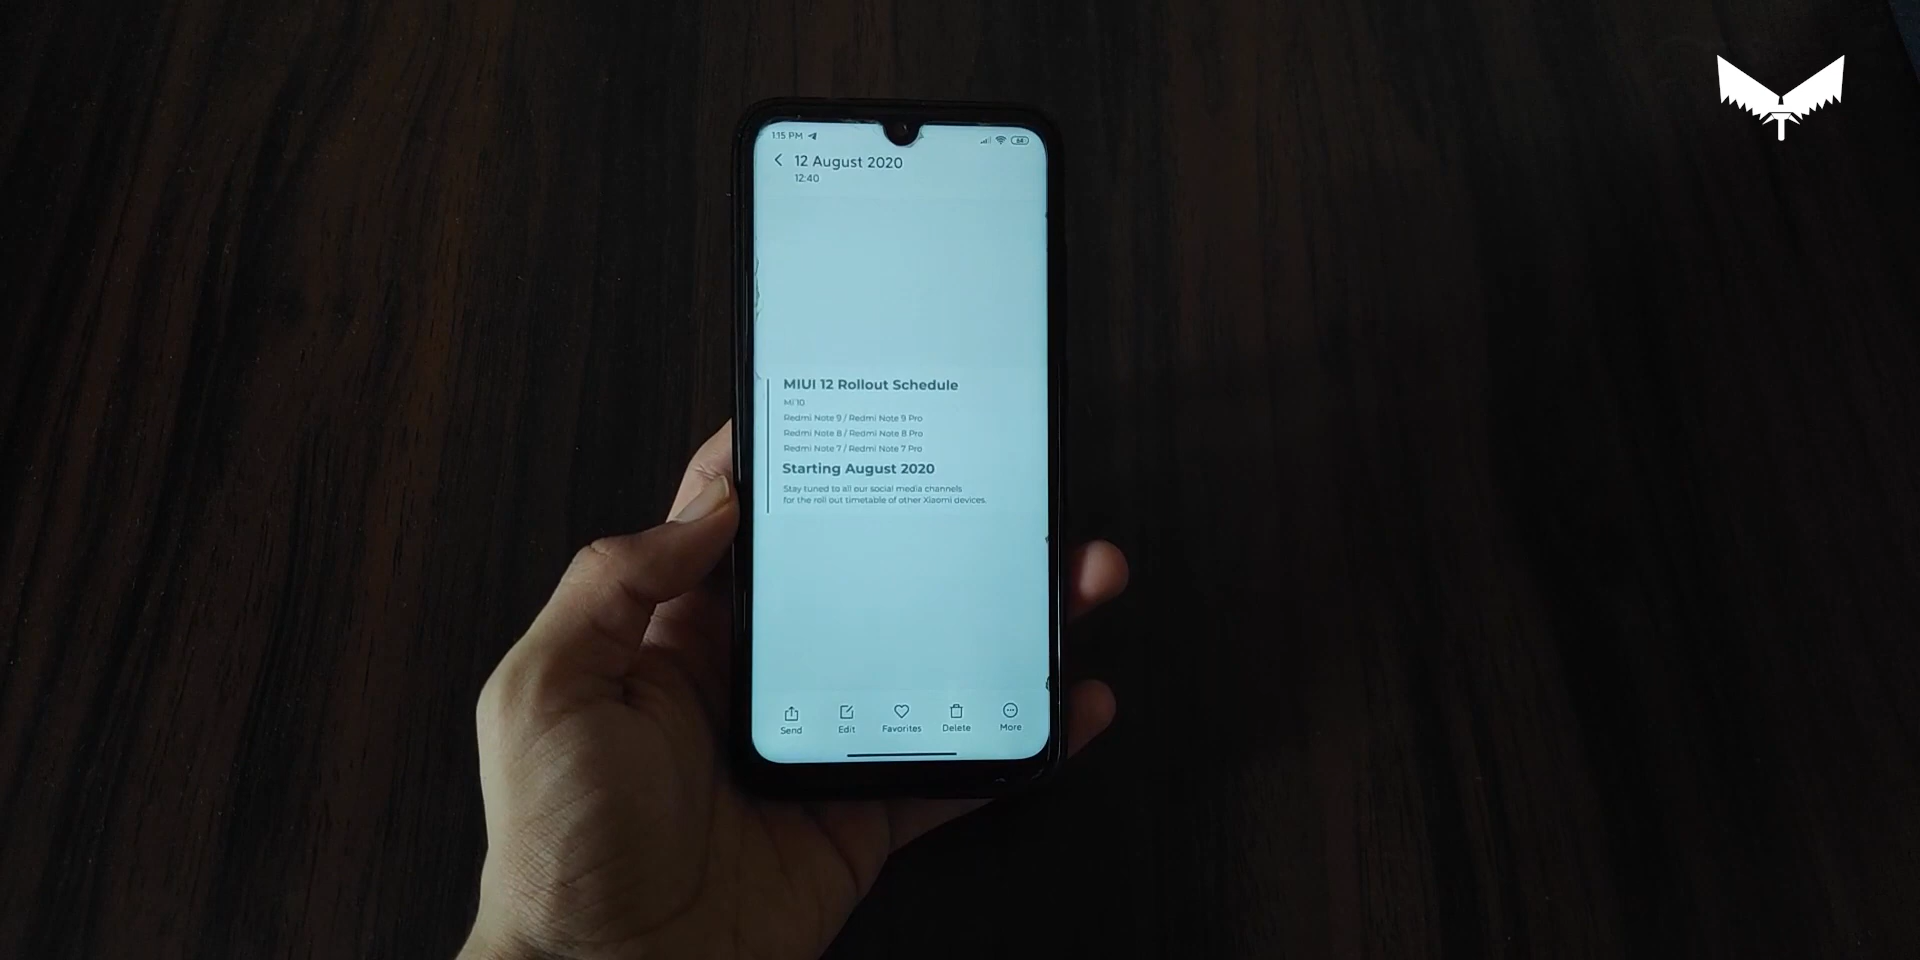 1:15 PM
12 August 2020
12:40
MIUI 12 Rollout Schedule
Mi 10
Redmi Note 9 / Redmi Note 9 Pro
Redmi Note 8 / Redmi Note 8 Pro
Redmi Note 7 / Redmi Note 7 Pro
Starting August 2020
Stay tuned to all our social media channels
for the roll out timetable of other Xiaomi devices.
Send Edit Favorites Delete More